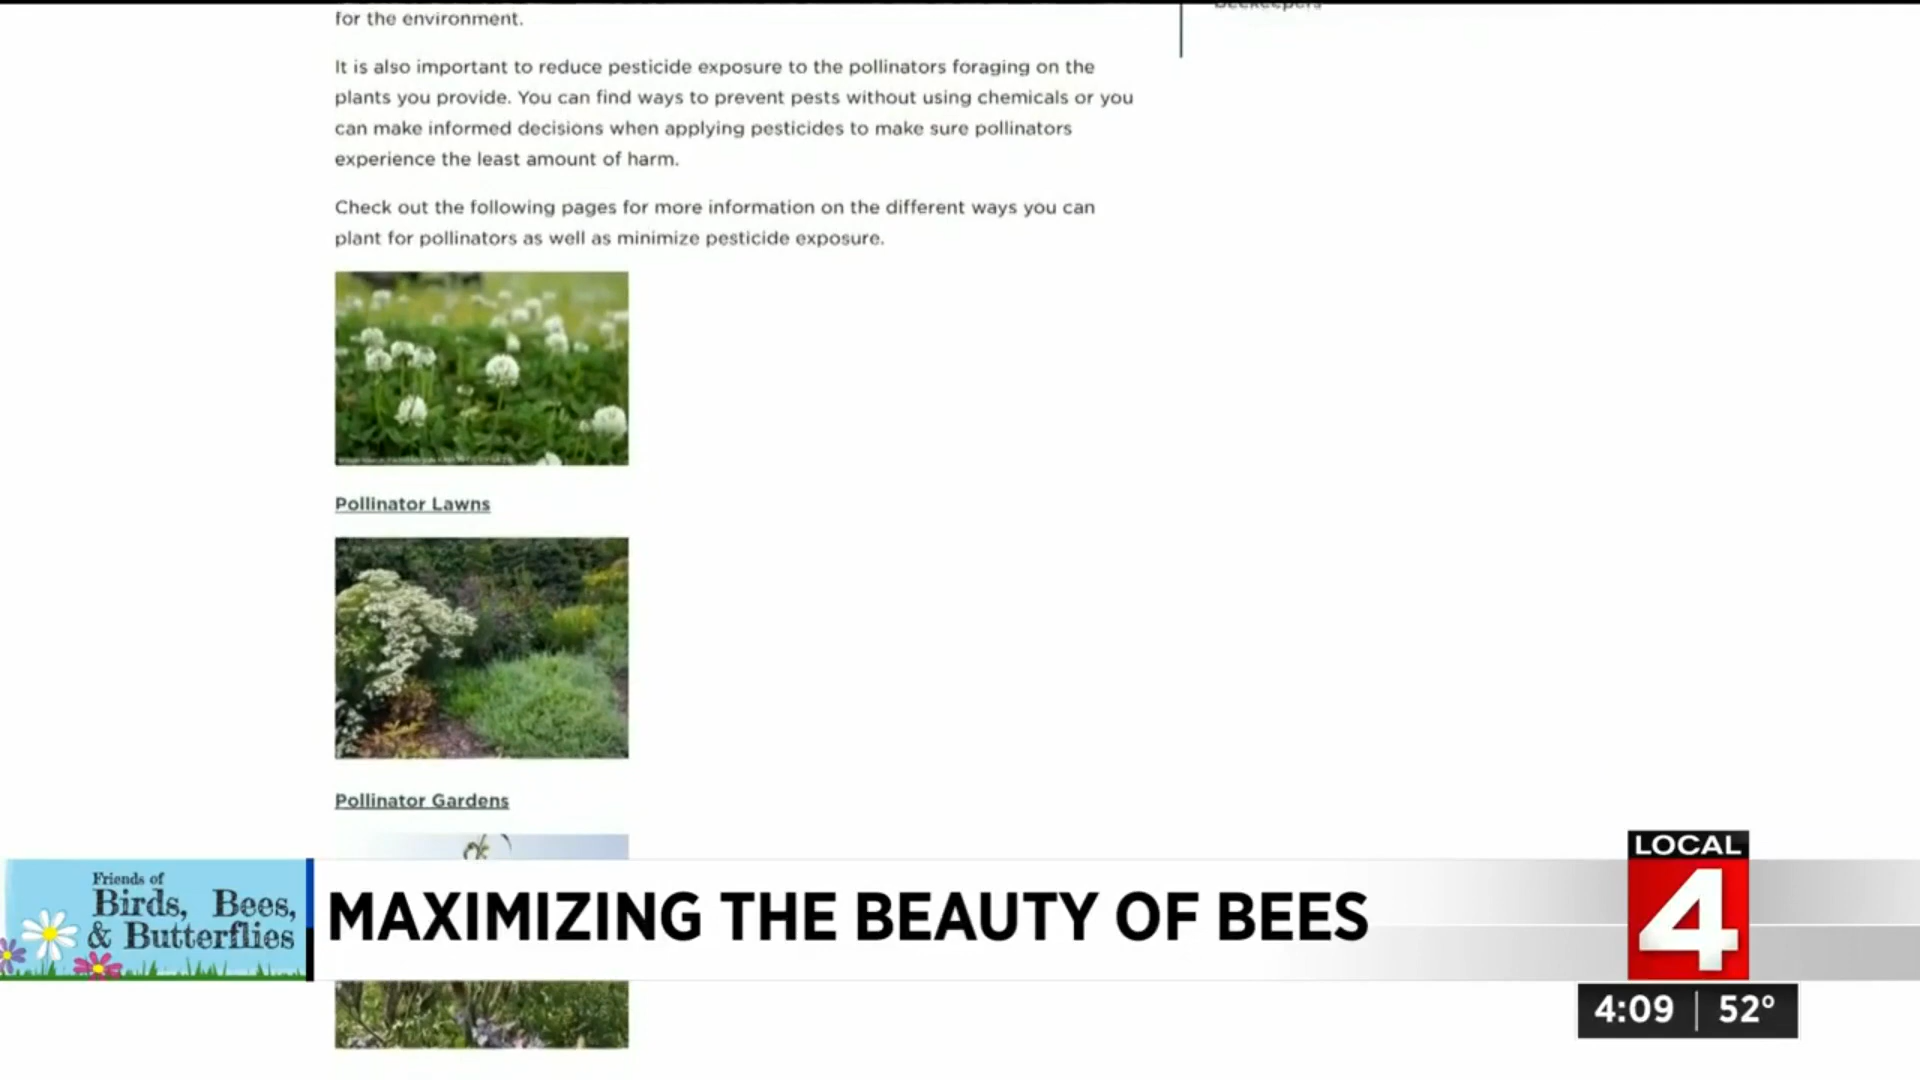 for the environment.
It is also important to reduce pesticide exposure to the pollinators foraging on the
plants you provide. You can find ways to prevent pests without using chemicals or you
can make informed decisions when applying pesticides to make sure pollinators
experience the least amount of harm.
Check out the following pages for more information on the different ways you can
plant for pollinators as well as minimize pesticide exposure.
Pollinator Lawns
Pollinator Gardens
Friends of
Birds, Bees,
& Butterflies
MAXIMIZING THE BEAUTY OF BEES
LOCAL
4
4:09 52°